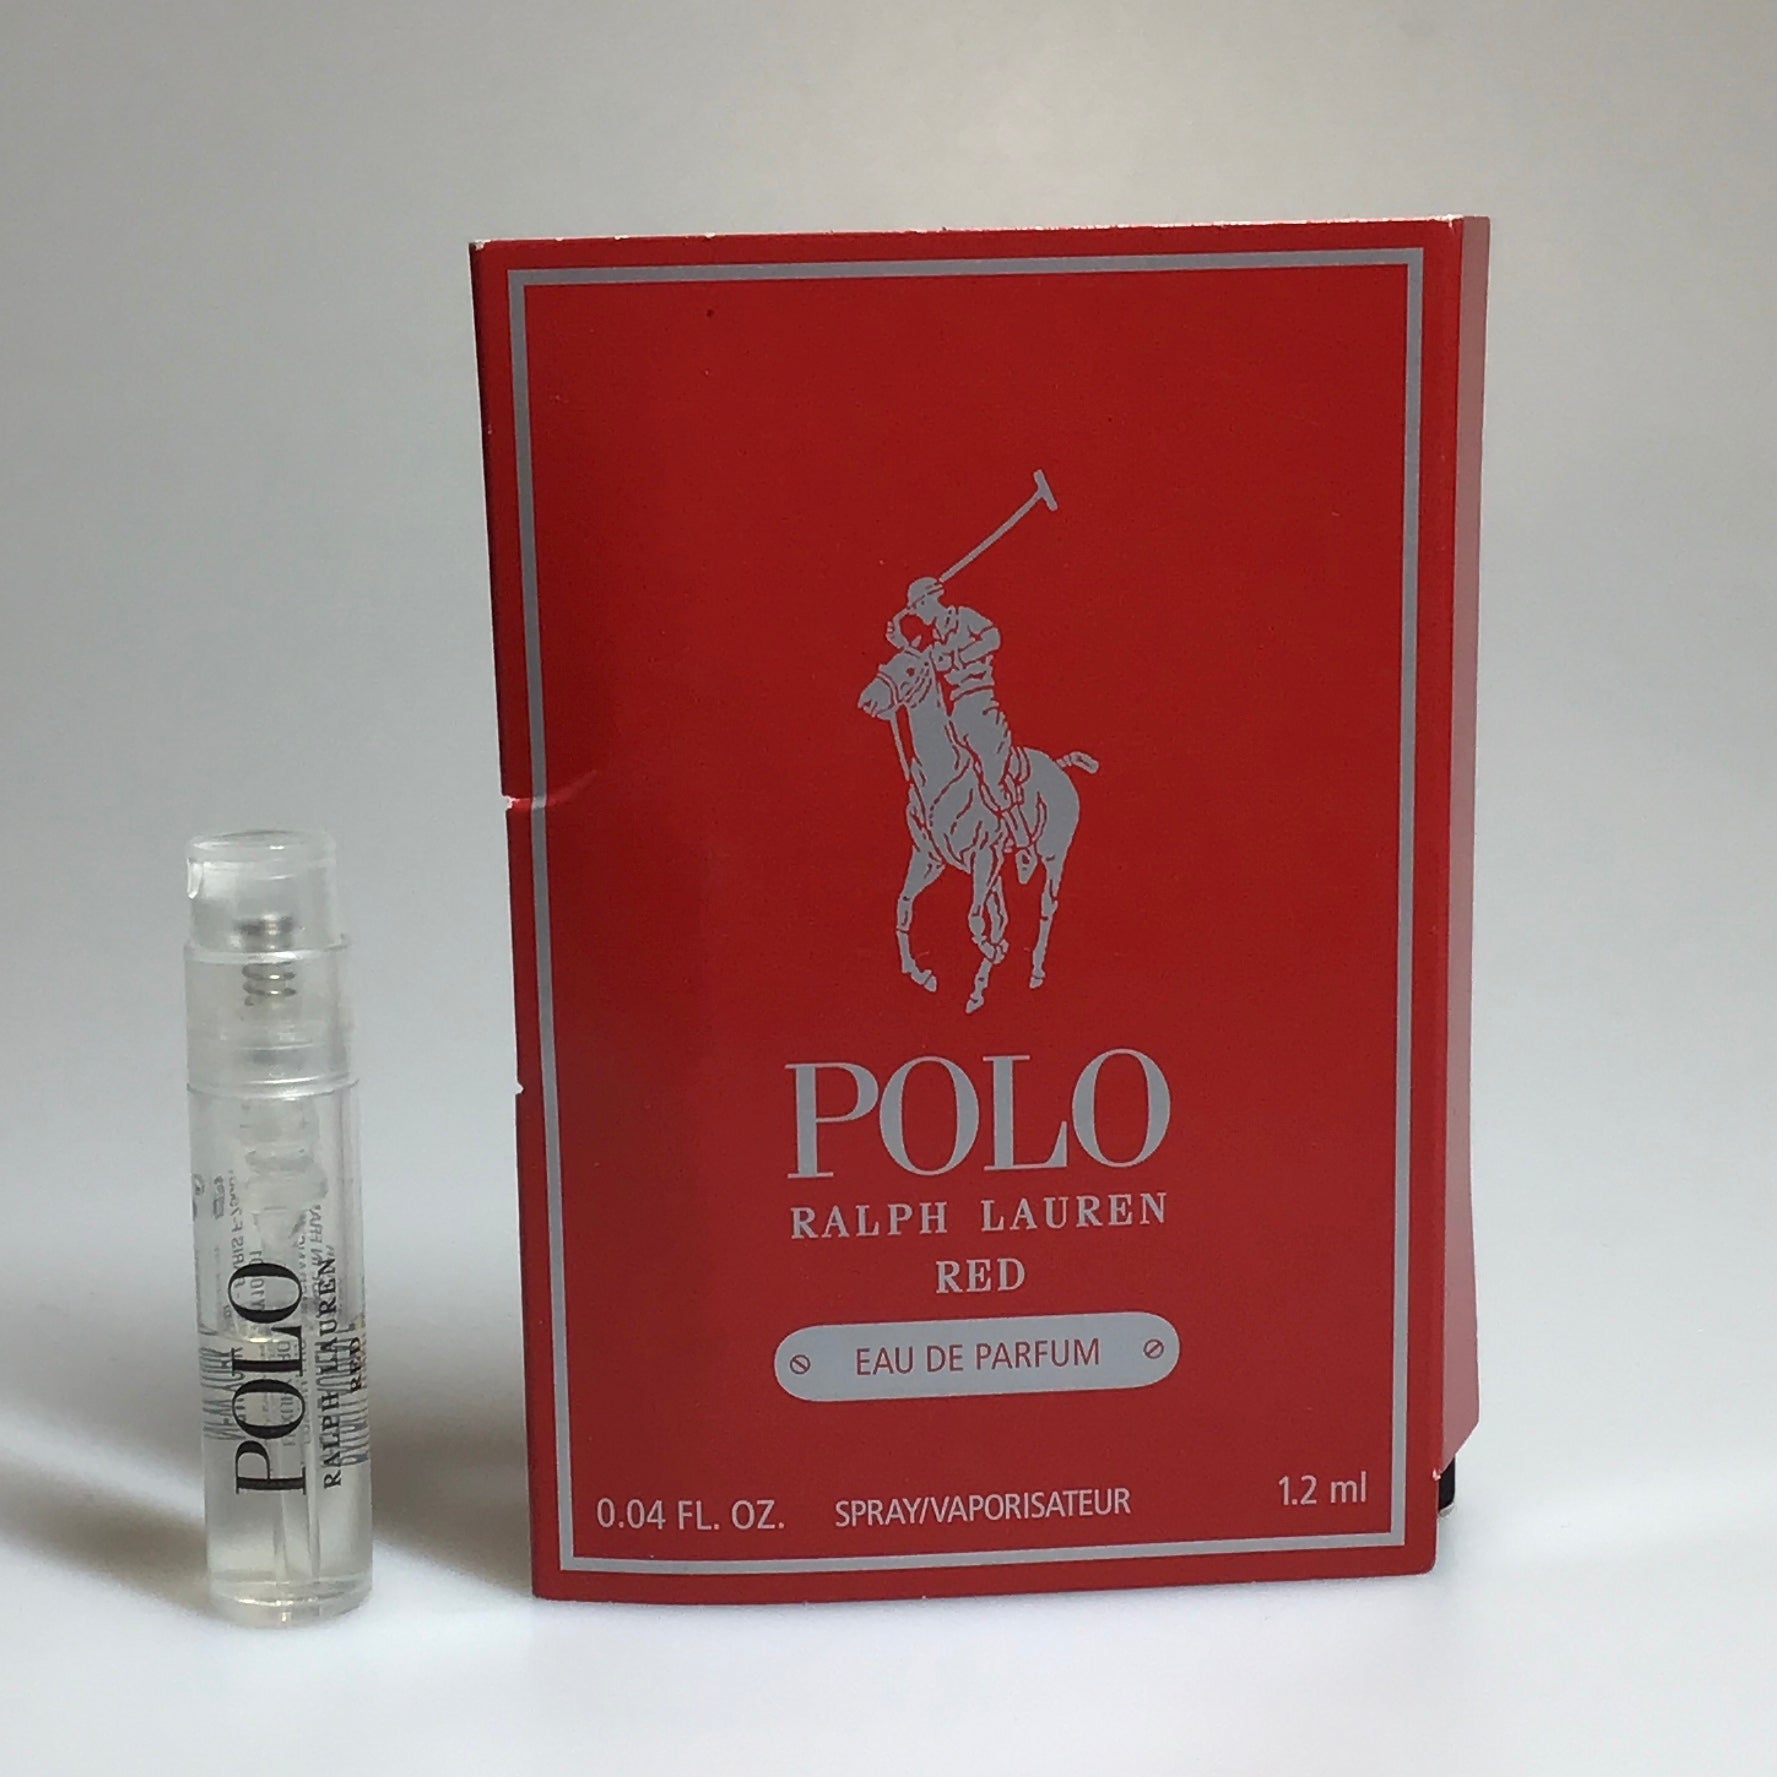 POLO
RALPH LAUREN
RED
POLO
RALPH LAUREN
RED
EAU DE PARFUM
0.04 FL. OZ. SPRAY/VAPORISATEUR 1.2 ml